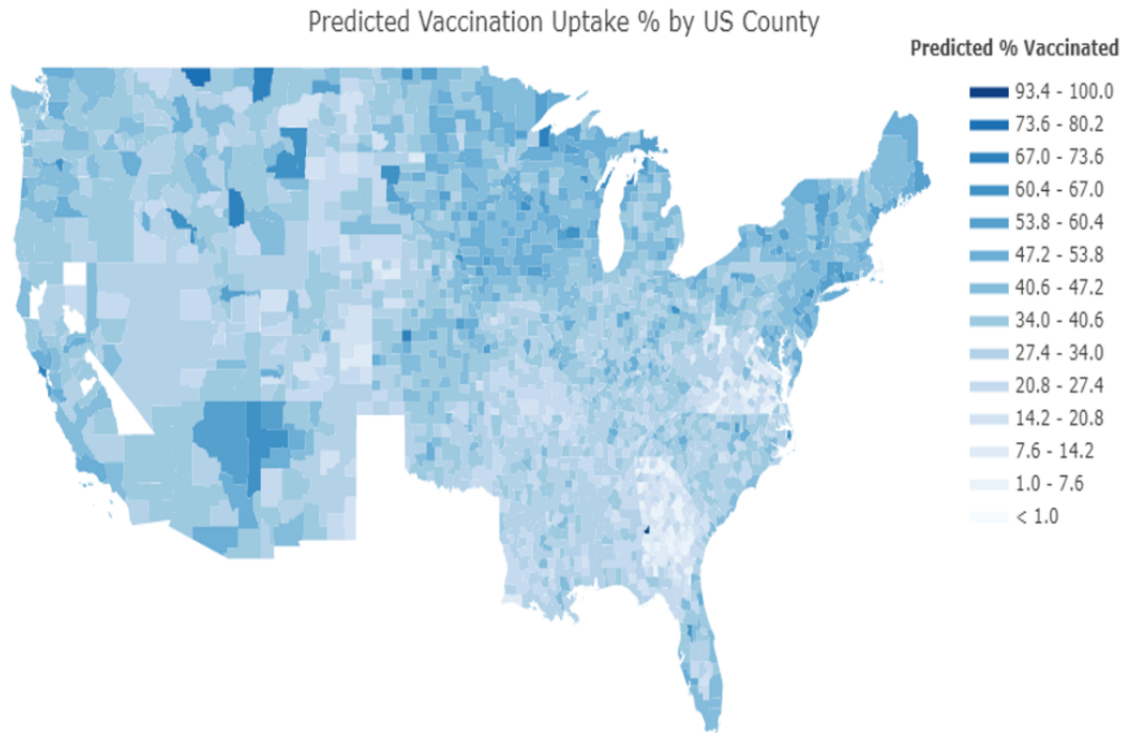 Predicted Vaccination Uptake % by US County
Predicted % Vaccinated
93.4 - 100.0
73.6 - 80.2
67.0 - 73.6
60.4 - 67.0
53.8 - 60.4
47.2 - 53.8
40.6 - 47.2
34.0 - 40.6
27.4 - 34.0
20.8 - 27.4
14.2 - 20.8
7.6 - 14.2
1.0 - 7.6
< 1.0